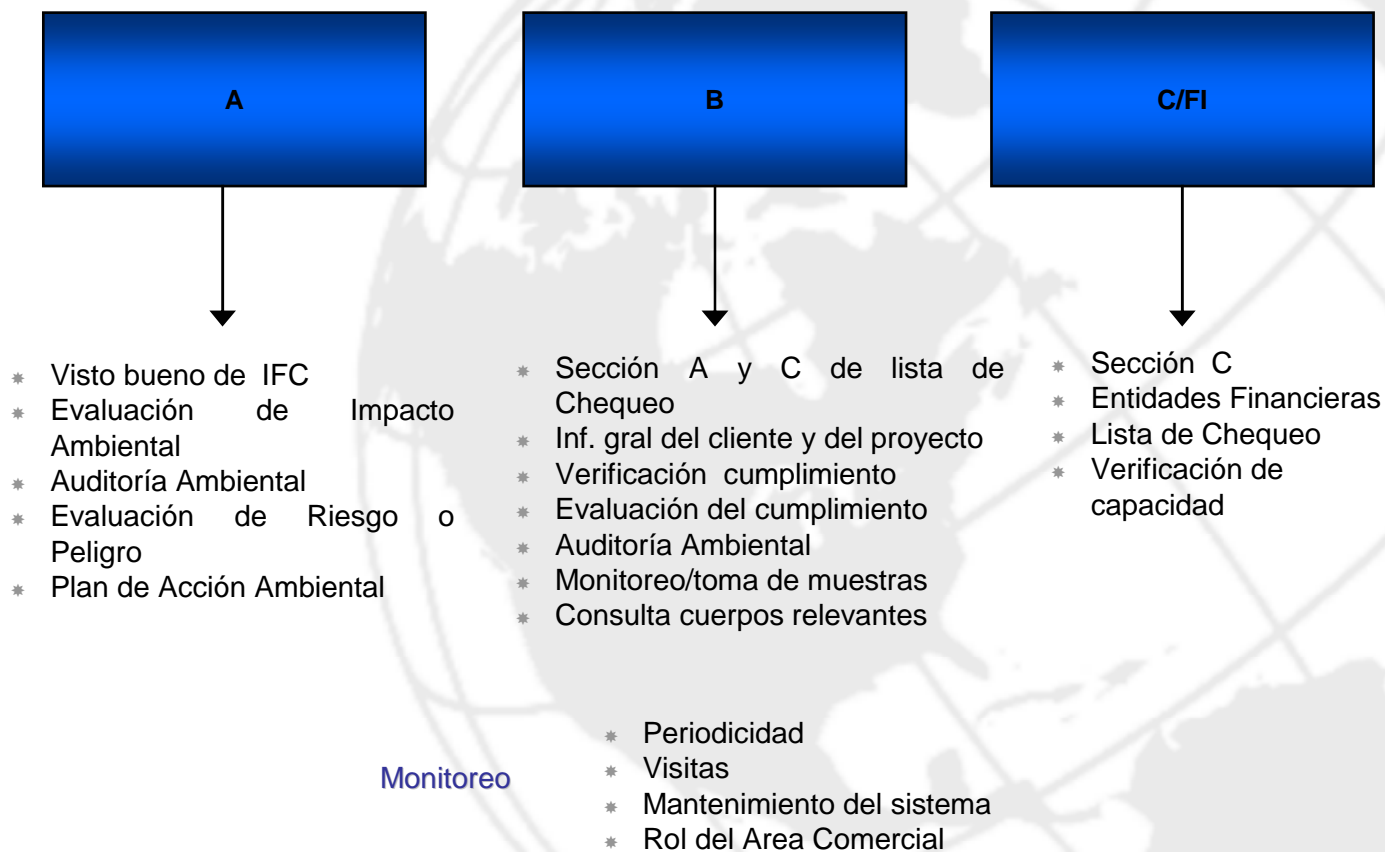 A
B
C/FI
Visto bueno de IFC
Evaluación de Impacto
Ambiental
Auditoría Ambiental
Evaluación de Riesgo o
Peligro
Plan de Acción Ambiental
Sección A y C de lista de
Chequeo
Inf. gral del cliente y del proyecto
Verificación cumplimiento
Evaluación del cumplimiento
Auditoría Ambiental
Monitoreo/toma de muestras
Consulta cuerpos relevantes
Sección C
Entidades Financieras
Lista de Chequeo
Verificación de
capacidad
Monitoreo
Periodicidad
Visitas
Mantenimiento del sistema
Rol del Area Comercial